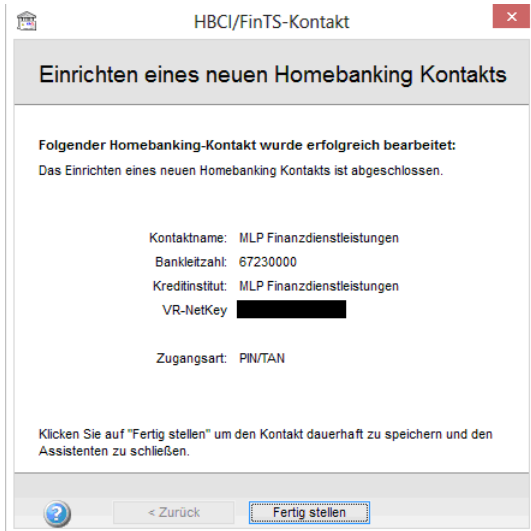 HBCI/FinTS-Kontakt
Einrichten eines neuen Homebanking Kontakts
Folgender Homebanking-Kontakt wurde erfolgreich bearbeitet:
Das Einrichten eines neuen Homebanking Kontakts ist abgeschlossen.
Kontaktname: MLP Finanzdienstleistungen
Bankleitzahl: 67230000
Kreditinstitut: MLP Finanzdienstleistungen
VR-NetKey
Zugangsart: PIN/TAN
Klicken Sie auf "Fertig stellen" um den Kontakt dauerhaft zu speichern und den
Assistenten zu schließen.
< Zurück Fertig stellen